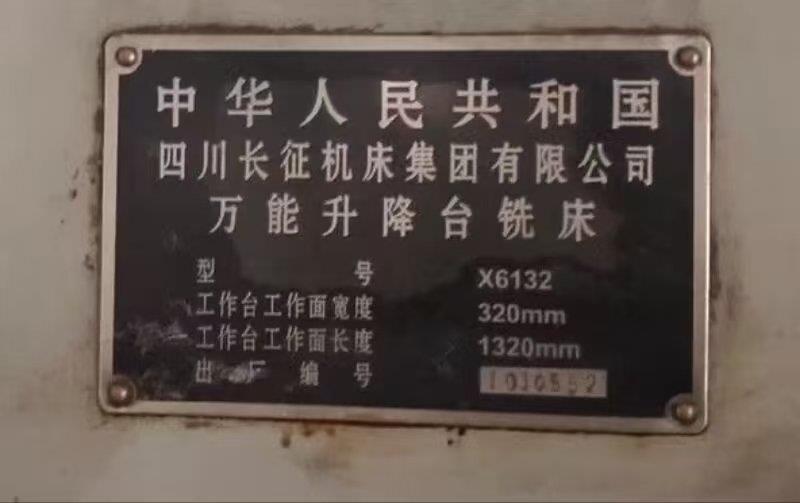 中华人民共和国
四川长征机床集团有限公司
万能升降台铣床
型号 X6132
工作台工作面宽度 320mm
工作台工作面长度 1320mm
出厂编号